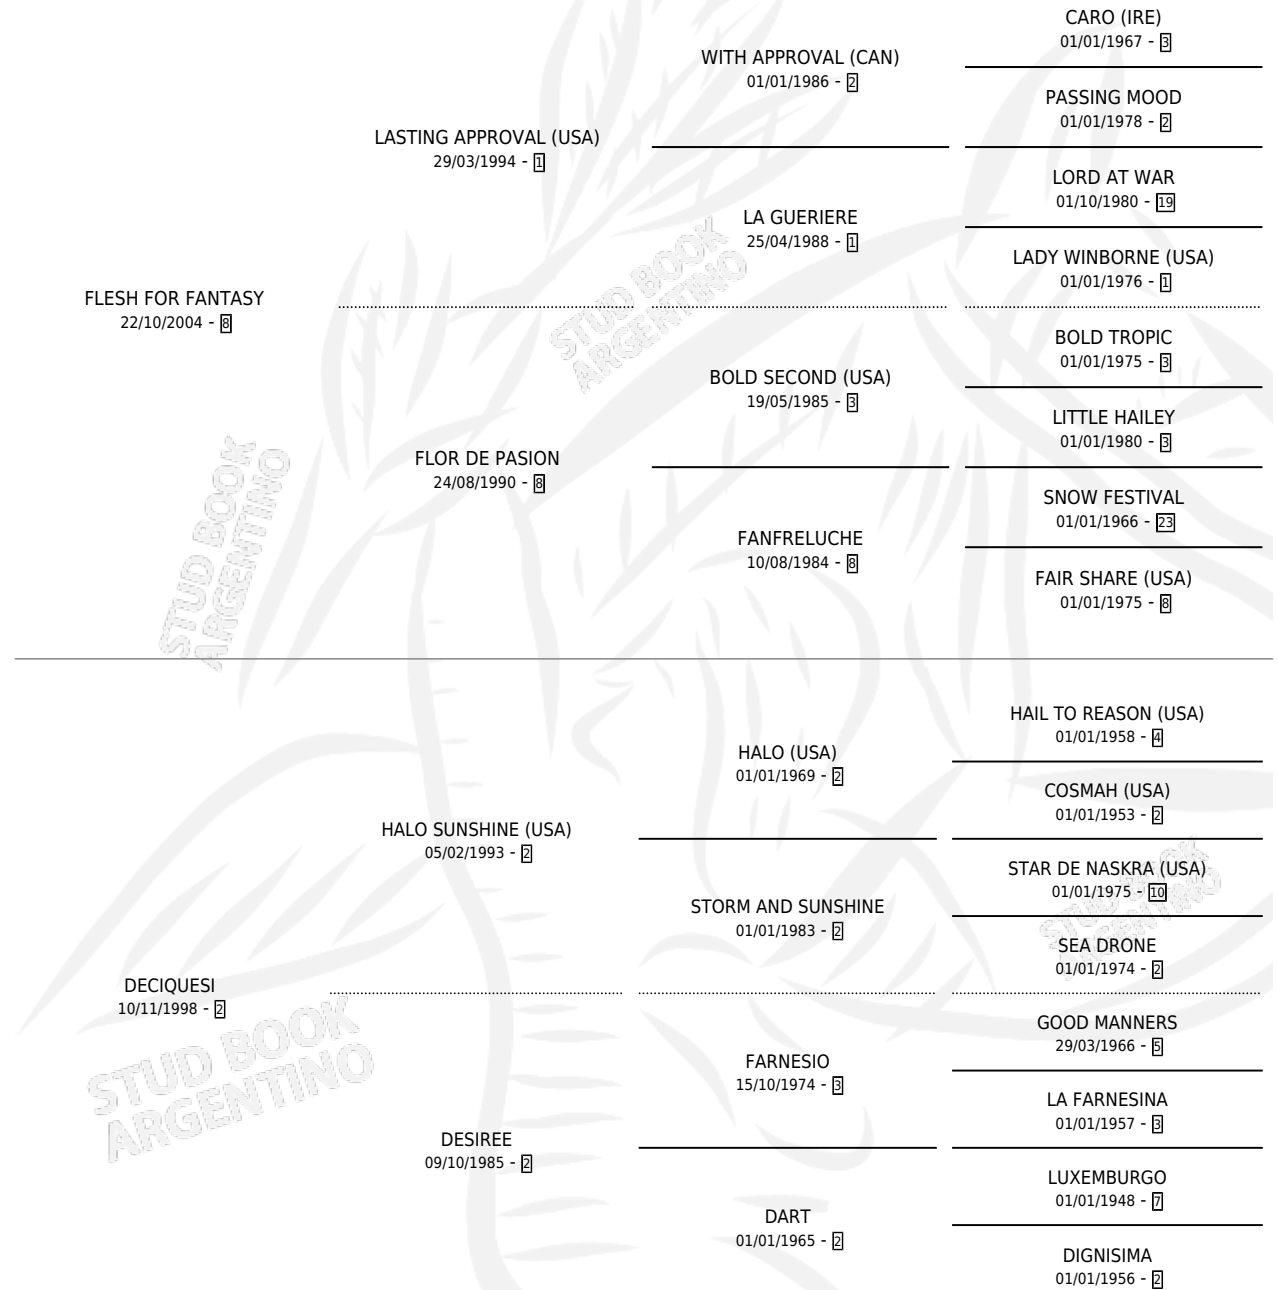 CARO (IRE)
01/01/1967 - 3
WITH APPROVAL (CAN)
01/01/1986 - 2
PASSING MOOD
01/01/1978 - 2
LASTING APPROVAL (USA)
29/03/1994 - 1
LORD AT WAR
01/10/1980 - 19
LA GUERIERE
25/04/1988 - 1
LADY WINBORNE (USA)
01/01/1976 - 1
FLESH FOR FANTASY
22/10/2004 - 8
BOLD TROPIC
01/01/1975 - 3
BOLD SECOND (USA)
19/05/1985 - 3
LITTLE HAILEY
01/01/1980 - 3
FLOR DE PASION
24/08/1990 - 8
SNOW FESTIVAL
01/01/1966 - 23
FANFRELUCHE
10/08/1984 - 8
FAIR SHARE (USA)
01/01/1975 - 8
STUD BOOK
ARGENTINO
STUD BOOK
ARGENTINO
HAIL TO REASON (USA)
01/01/1958 - 4
HALO (USA)
01/01/1969 - 2
COSMAH (USA)
01/01/1953 - 2
HALO SUNSHINE (USA)
05/02/1993 - 2
STAR DE NASKRA (USA)
01/01/1975 - 10
STORM AND SUNSHINE
01/01/1983 - 2
SEA DRONE
01/01/1974 - 2
STUD BOOK
ARGENTINO
DECIQUESI
10/11/1998 - 2
GOOD MANNERS
29/03/1966 - 5
FARNESIO
15/10/1974 - 3
LA FARNESINA
01/01/1957 - 3
DESIREE
09/10/1985 - 2
LUXEMBURGO
01/01/1948 - 7
DART
01/01/1965 - 2
DIGNISIMA
01/01/1956 - 2
STUD BOOK
ARGENTINO